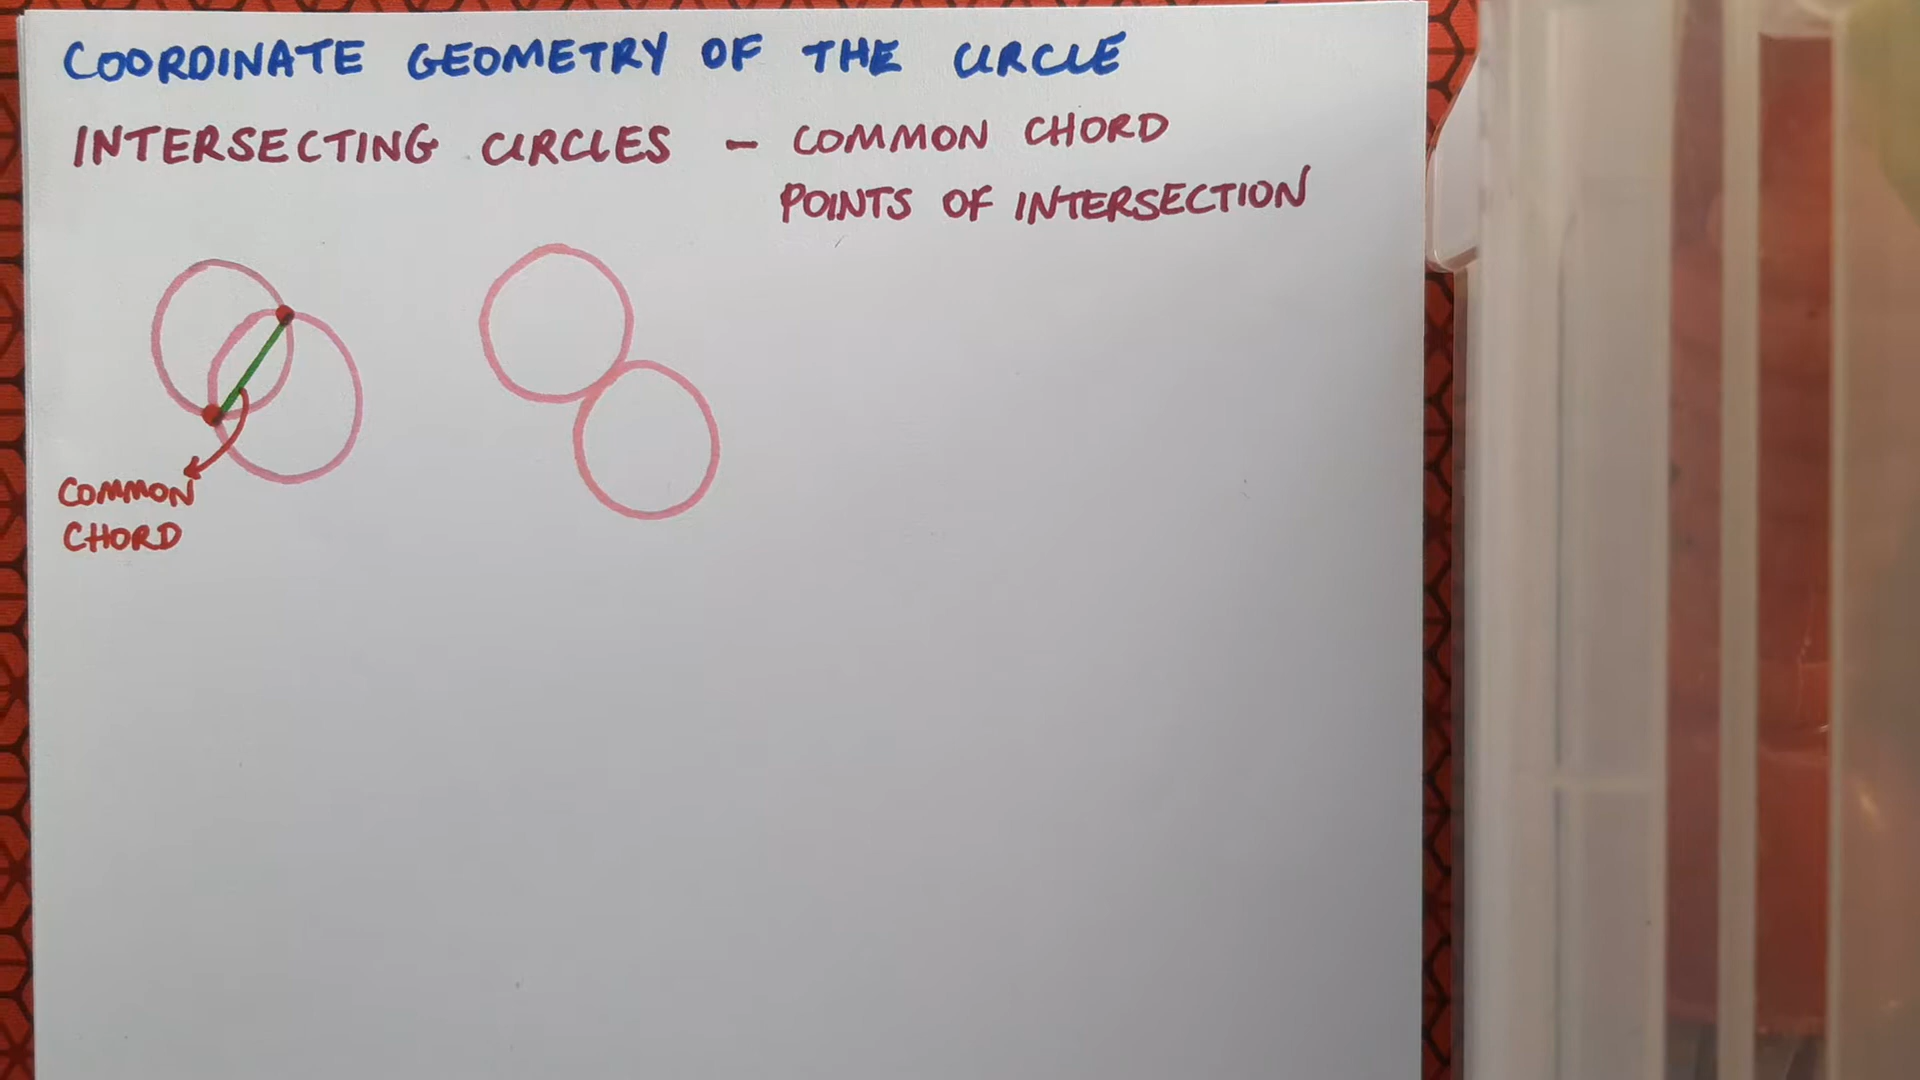 COORDINATE GEOMETRY OF THE CIRCLE
INTERSECTING CIRCLES - COMMON CHORD
POINTS OF INTERSECTION
COMMON
CHORD